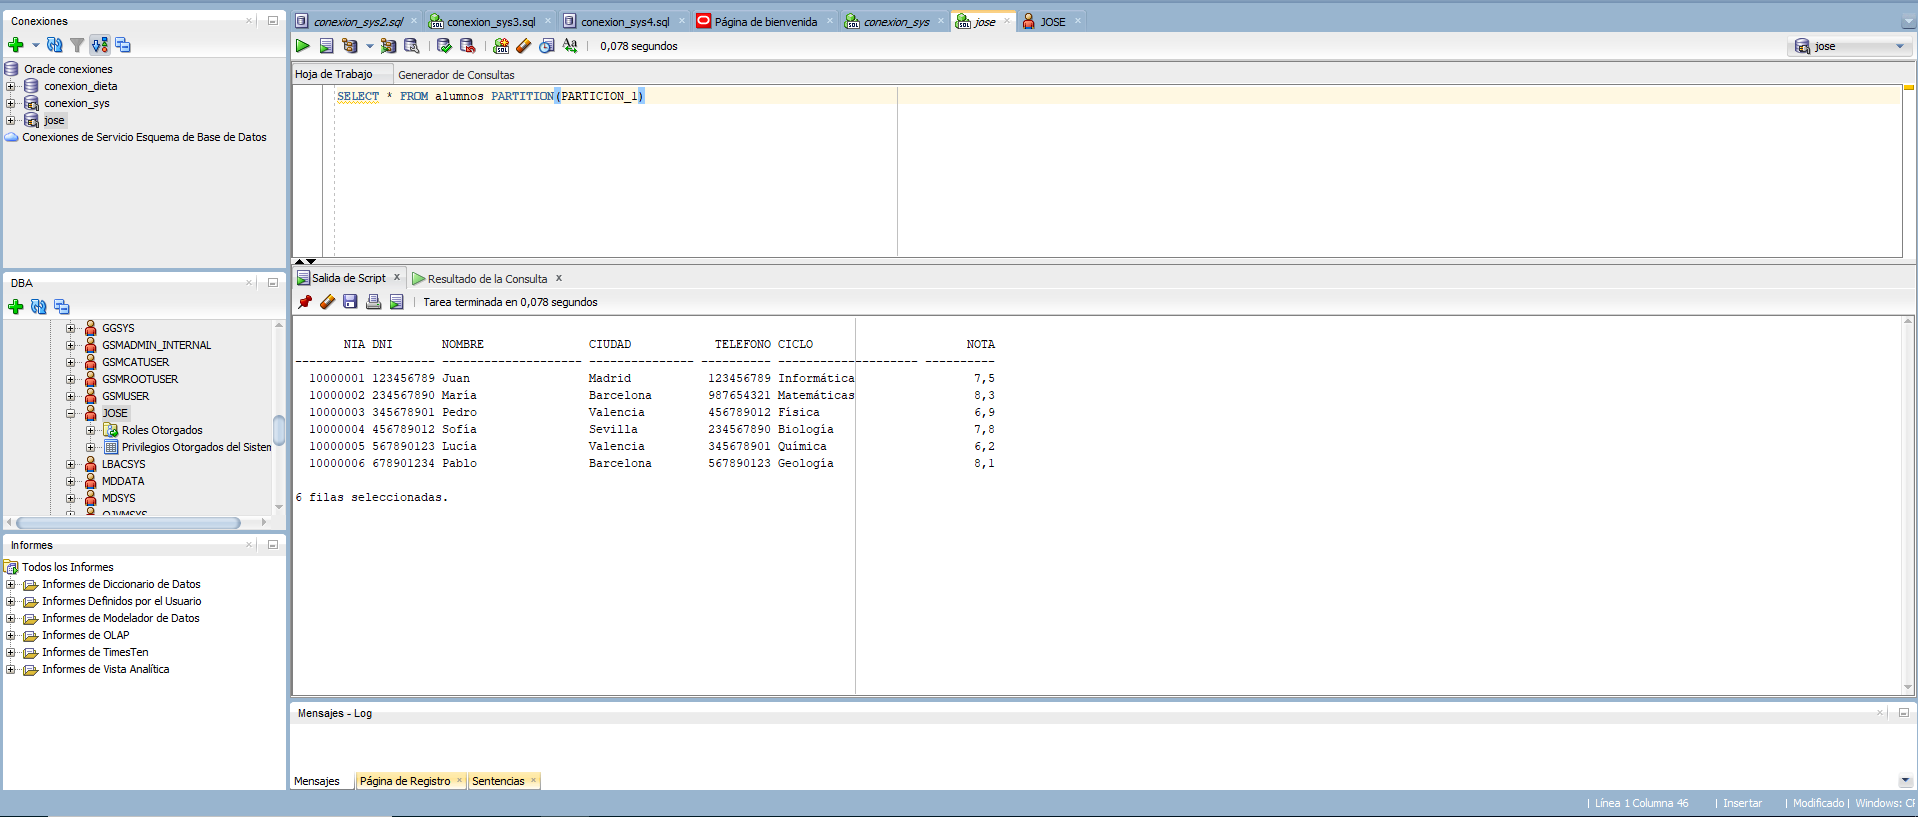 Conexiones
Oracle conexiones
conexion_dieta
conexion_sys
jose
Conexiones de Servicio Esquema de Base de Datos
DBA
GGSYS
GSMADMIN_INTERNAL
GSMCATUSER
GSMROOTUSER
GSMUSER
JOSE
Roles Otorgados
Privilegios Otorgados del Sisten
LBACSYS
MDDATA
MDSYS
OJVMSYS
Informes
Todos los Informes
Informes de Diccionario de Datos
Informes Definidos por el Usuario
Informes de Modelador de Datos
Informes de OLAP
Informes de TimesTen
Informes de Vista Analítica
conexion_sys2.sql conexion_sys3.sql conexion_sys4.sql Página de bienvenida conexion_sys jose JOSE
0,078 segundos jose
Hoja de Trabajo Generador de Consultas
SELECT * FROM alumnos PARTITION(PARTICION_1)
Salida de Script x Resultado de la Consulta x
Tarea terminada en 0,078 segundos
NIA DNI NOMBRE CIUDAD TELEFONO CICLO NOTA
---------- --------- -------------------- --------------- ---------- -------------------- ----------
10000001 123456789 Juan Madrid 123456789 Informática 7,5
10000002 234567890 María Barcelona 987654321 Matemáticas 8,3
10000003 345678901 Pedro Valencia 456789012 Física 6,9
10000004 456789012 Sofía Sevilla 234567890 Biología 7,8
10000005 567890123 Lucía Valencia 345678901 Química 6,2
10000006 678901234 Pablo Barcelona 567890123 Geología 8,1
6 filas seleccionadas.
Mensajes - Log
Mensajes Página de Registro Sentencias
Línea 1 Columna 46 | Insertar | Modificado | Windows: CF